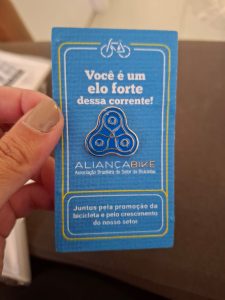 Você é um
elo forte
dessa corrente!
ALIANÇABIKE
Associação Brasileira do Setor de Bicicletas
Juntos pela promoção da
bicicleta e pelo crescimento
do nosso setor